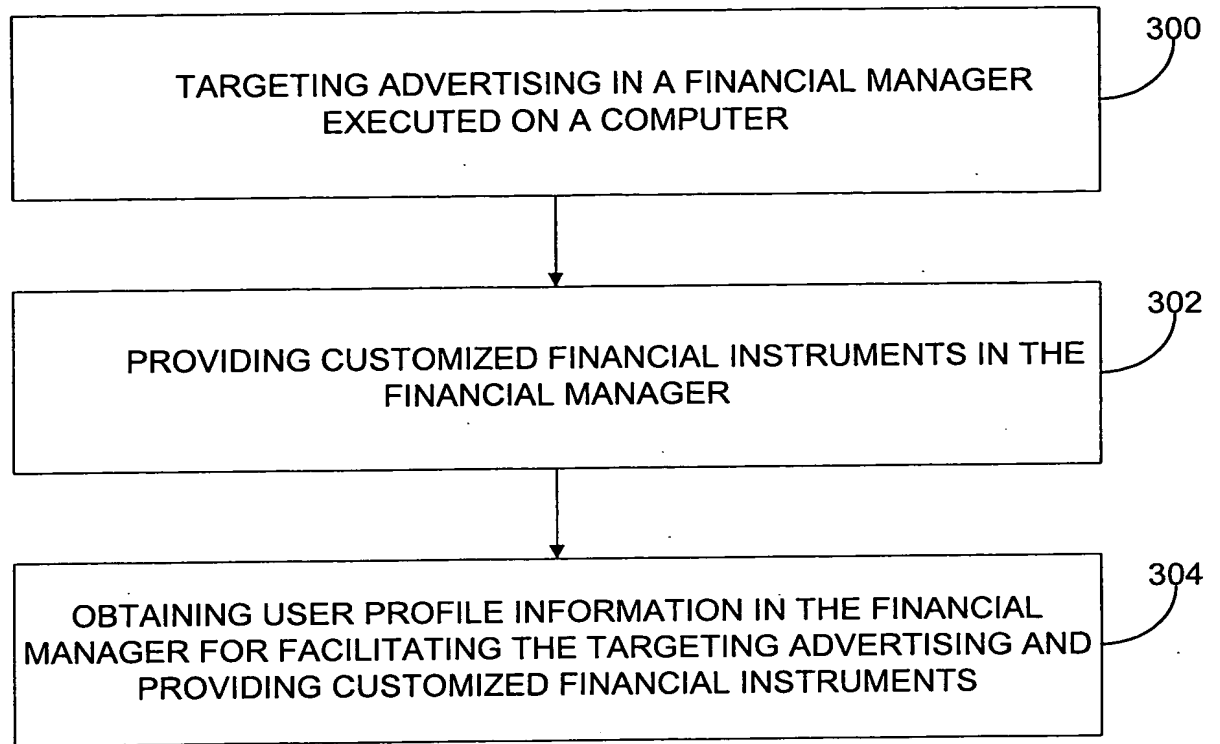 300
TARGETING ADVERTISING IN A FINANCIAL MANAGER
EXECUTED ON A COMPUTER
302
PROVIDING CUSTOMIZED FINANCIAL INSTRUMENTS IN THE
FINANCIAL MANAGER
304
OBTAINING USER PROFILE INFORMATION IN THE FINANCIAL
MANAGER FOR FACILITATING THE TARGETING ADVERTISING AND
PROVIDING CUSTOMIZED FINANCIAL INSTRUMENTS